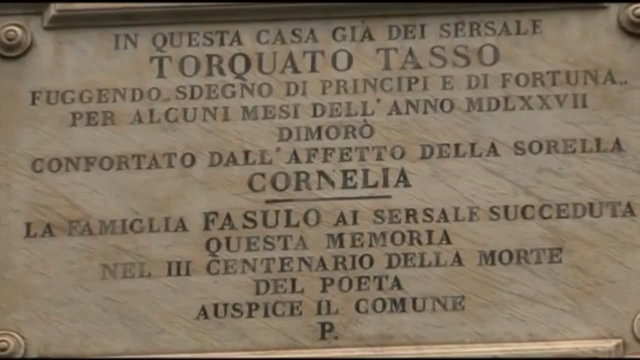 IN QUESTA CASA GIÀ DEI SERSALE
TORQUATO TASSO
FUGGENDO „SDEGNO DI PRINCIPI E DI FORTUNA„
PER ALCUNI MESI DELL'ANNO MDLXXVII
DIMORÒ
CONFORTATO DALL'AFFETTO DELLA SORELLA
CORNELIA
LA FAMIGLIA FASULO AI SERSALE SUCCEDUTA
QUESTA MEMORIA
NEL III CENTENARIO DELLA MORTE
DEL POETA
AUSPICE IL COMUNE
P.